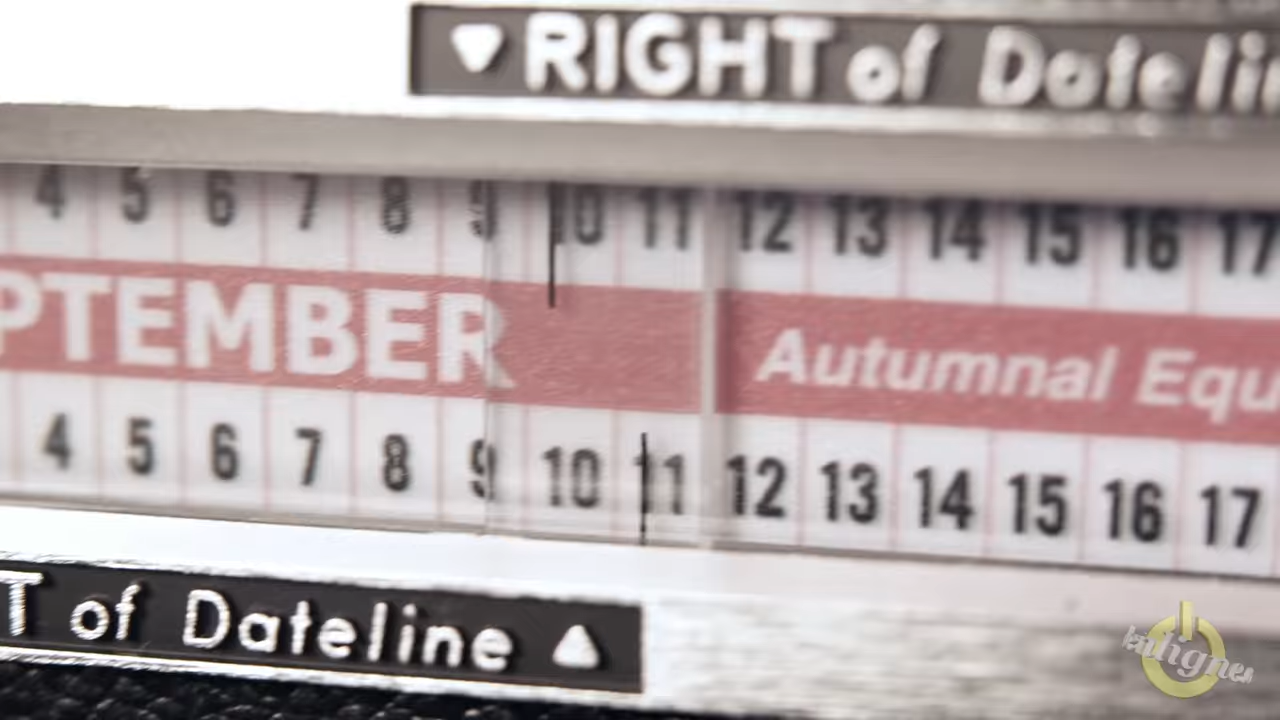 ▼ RIGHT of Dateli
4 5 6 7 8 9 10 11 12 13 14 15 16 17
PTEMBER Autumnal Equ
4 5 6 7 8 9 10 11 12 13 14 15 16 17
T of Dateline ▲